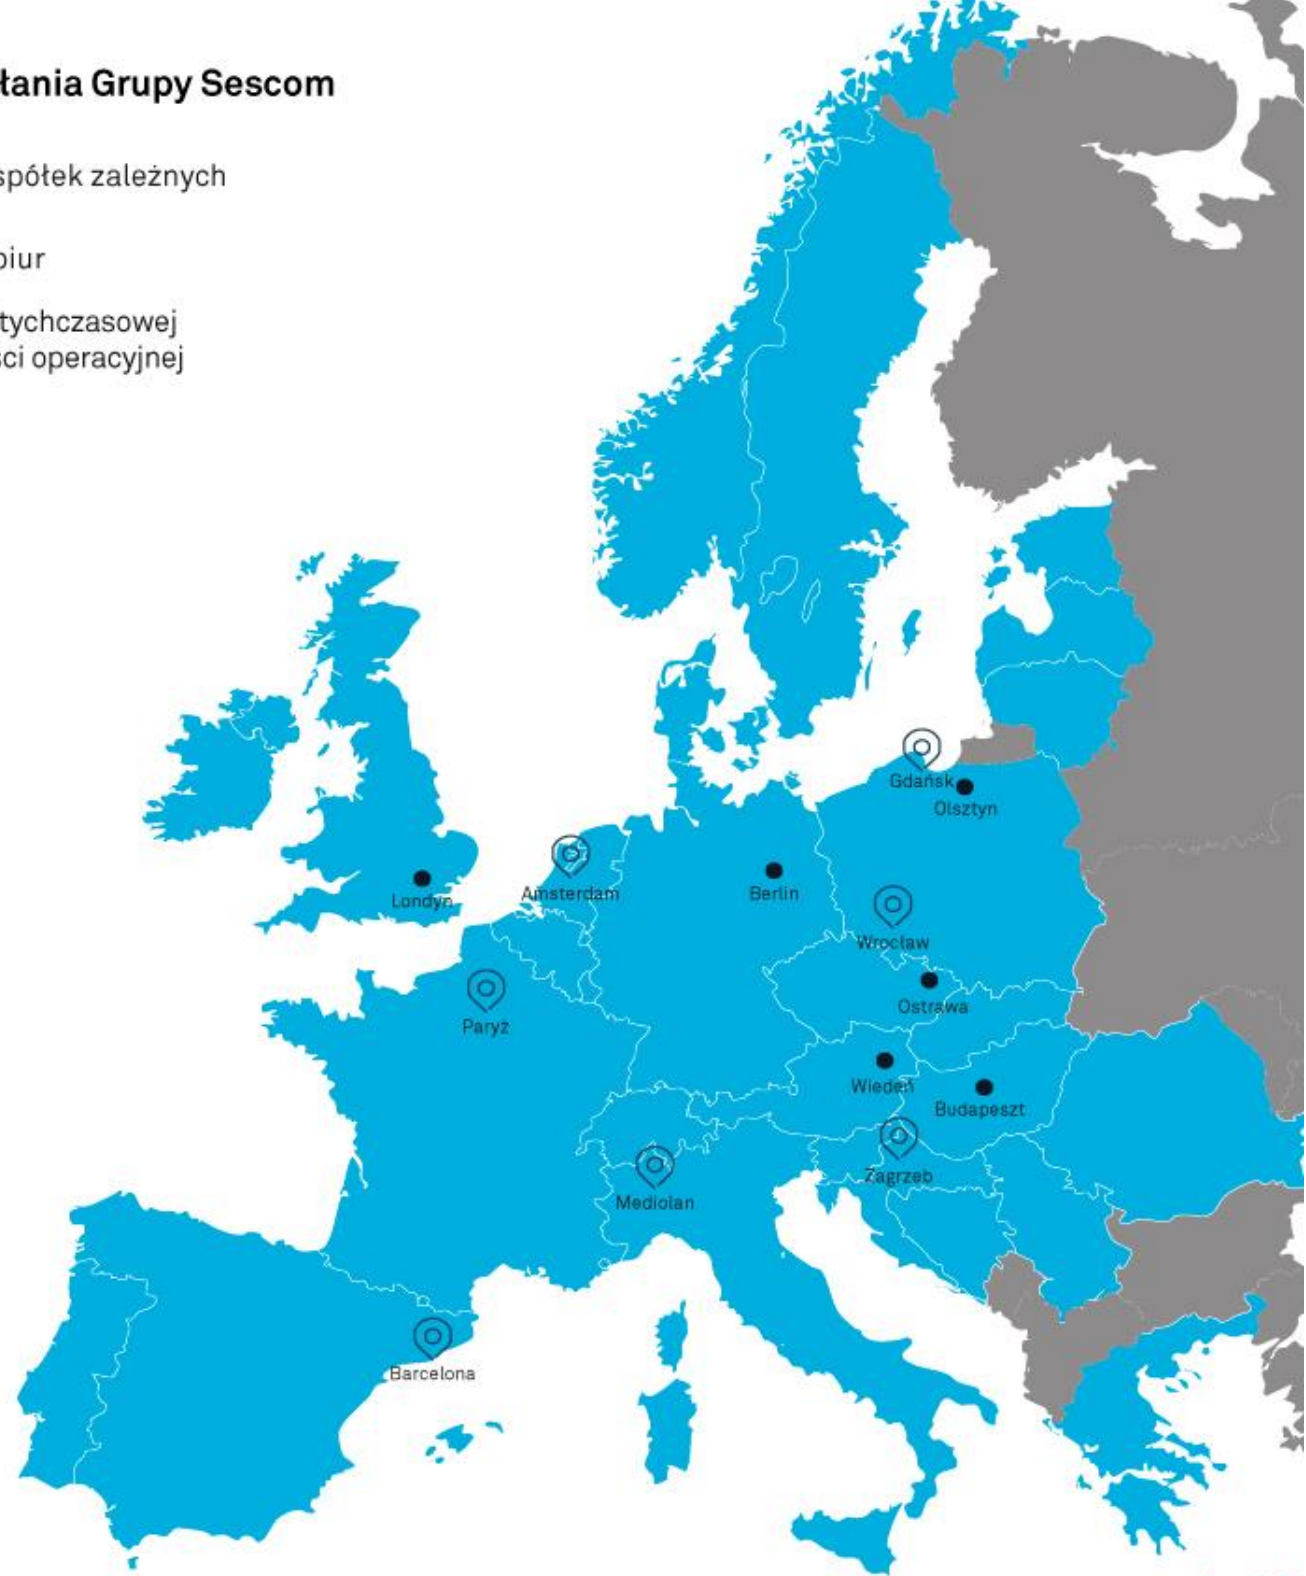 łania Grupy Sescom
spółek zależnych
biur
tychczasowej
ści operacyjnej
Gdańsk
Olsztyn
Londyn
Amsterdam
Berlin
Wrocław
Ostrawa
Paryż
Wiedeń
Budapeszt
Zagrzeb
Mediolan
Barcelona